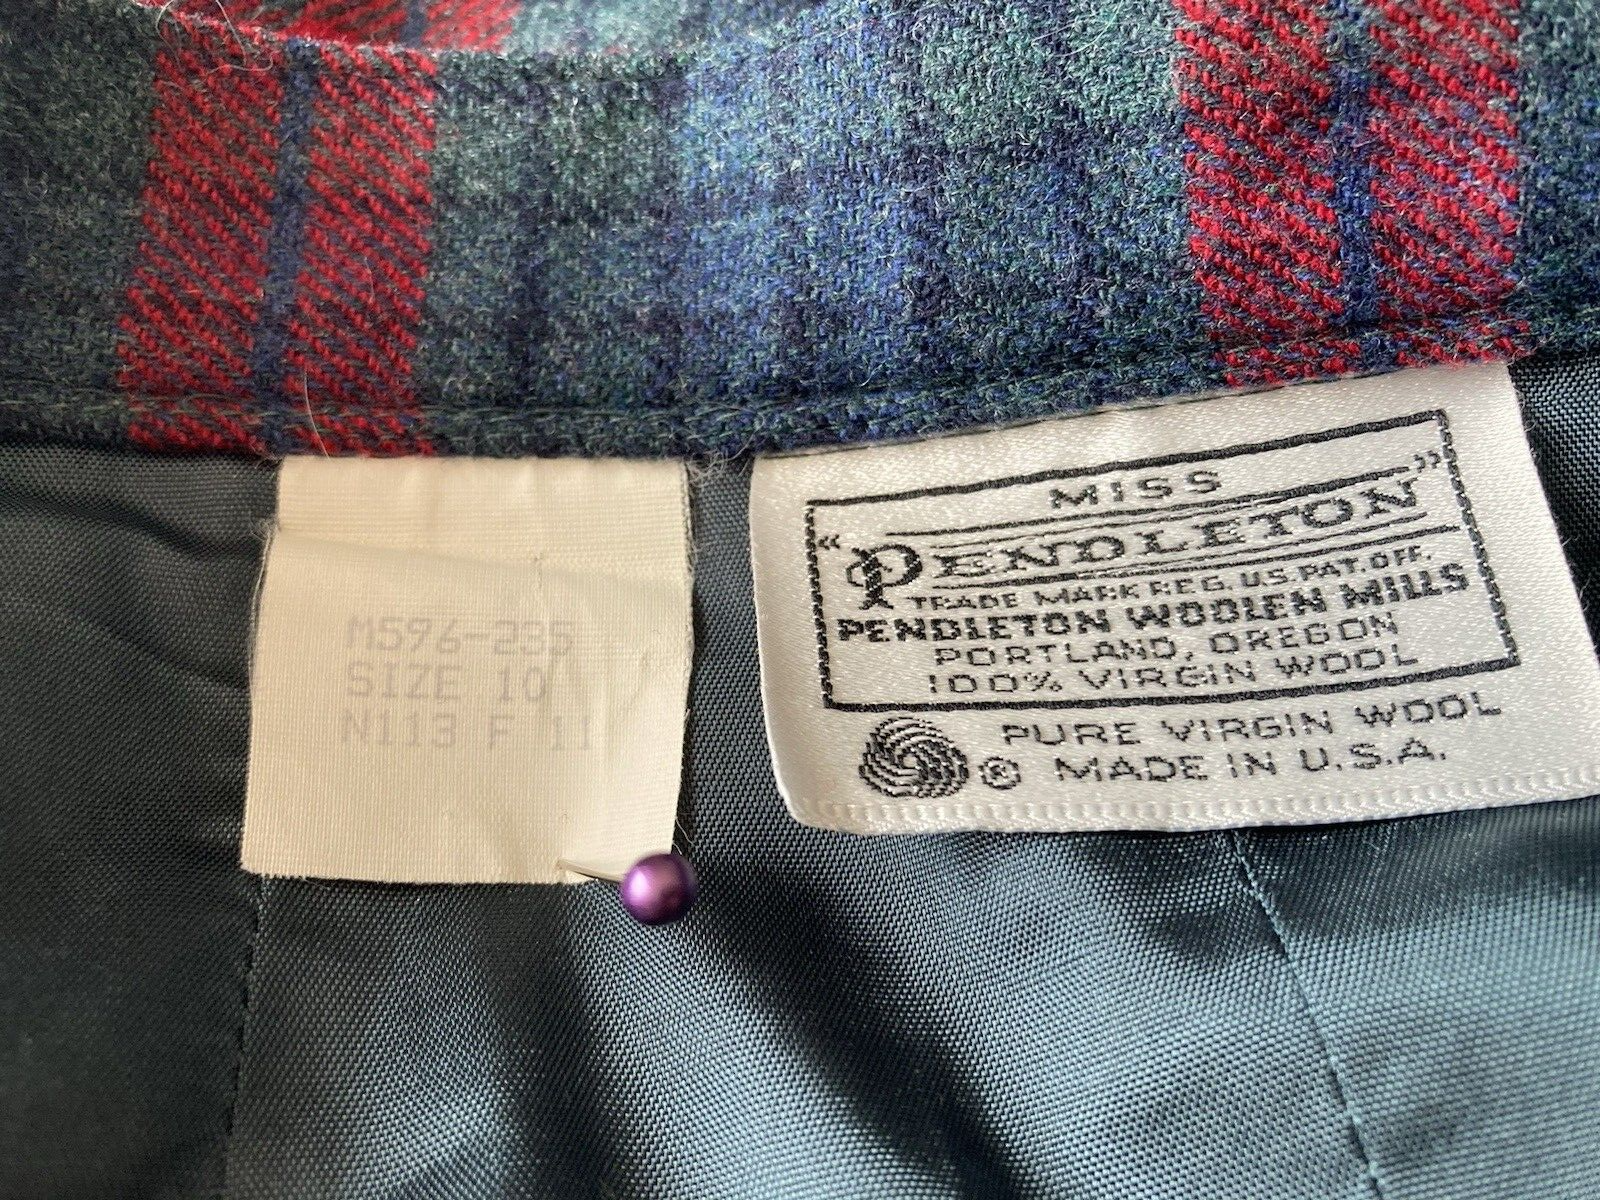 M596-235
SIZE 10
N113 F 11
MISS
"PENDLETON"
TRADE MARK REG. U.S. PAT. OFF.
PENDLETON WOOLEN MILLS
PORTLAND, OREGON
100% VIRGIN WOOL
PURE VIRGIN WOOL
® MADE IN U.S.A.